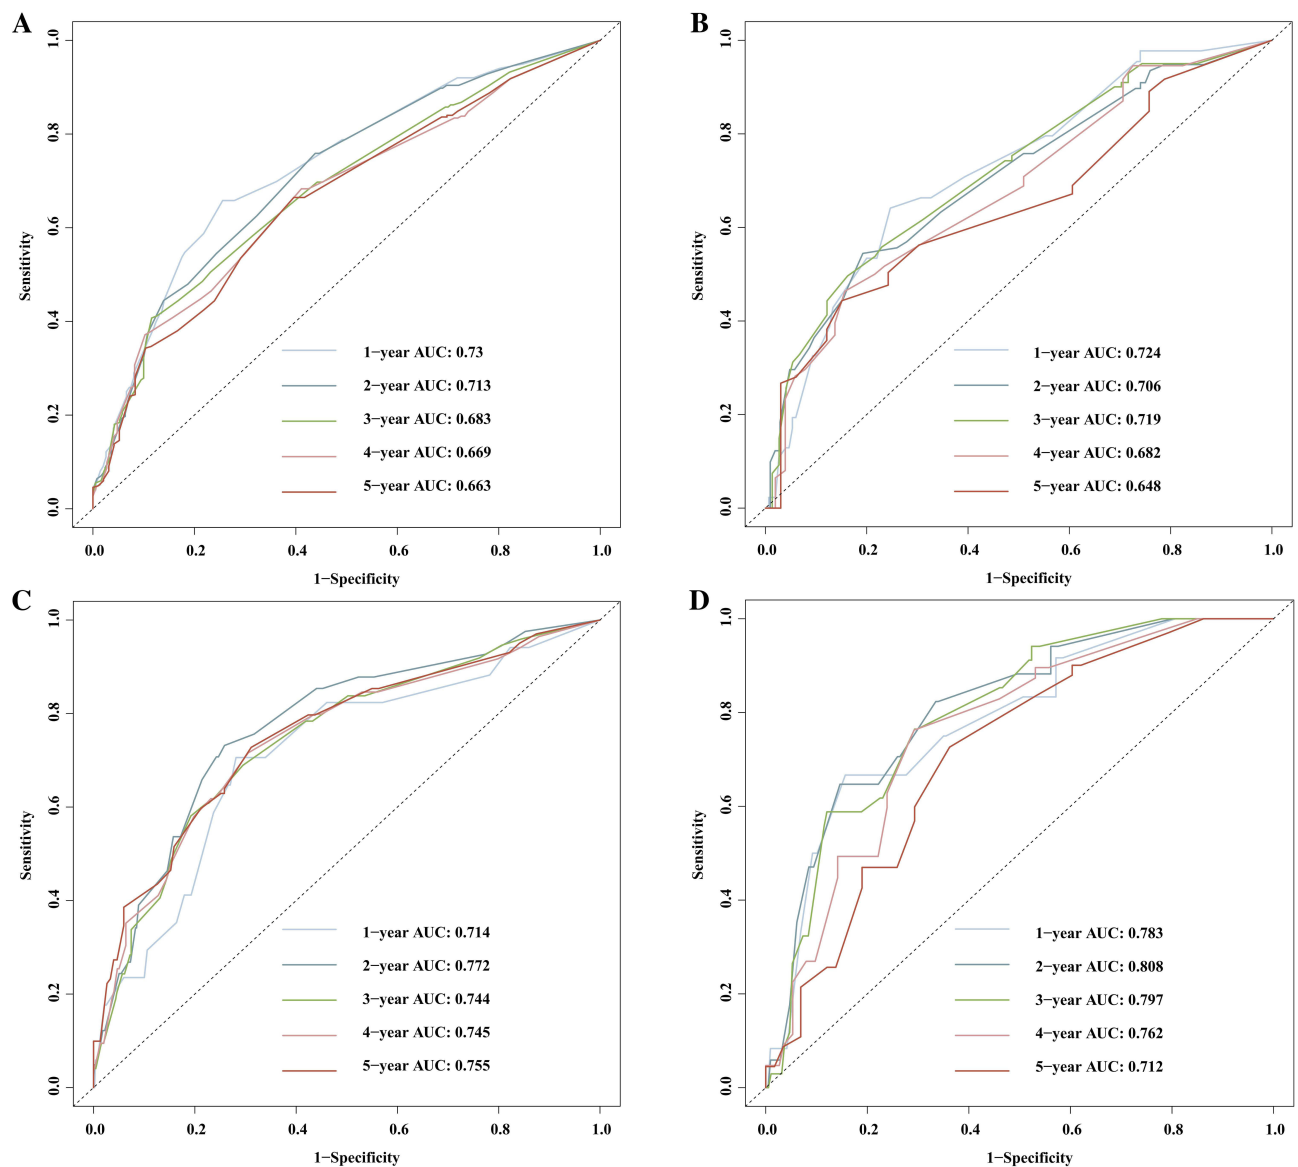 A
1.0
0.8
0.6
0.4
0.2
0.0
Sensitivity
1−year AUC: 0.73
2−year AUC: 0.713
3−year AUC: 0.683
4−year AUC: 0.669
5−year AUC: 0.663
0.0 0.2 0.4 0.6 0.8 1.0
1−Specificity
B
1.0
0.8
0.6
0.4
0.2
0.0
Sensitivity
1−year AUC: 0.724
2−year AUC: 0.706
3−year AUC: 0.719
4−year AUC: 0.682
5−year AUC: 0.648
0.0 0.2 0.4 0.6 0.8 1.0
1−Specificity
C
1.0
0.8
0.6
0.4
0.2
0.0
Sensitivity
1−year AUC: 0.714
2−year AUC: 0.772
3−year AUC: 0.744
4−year AUC: 0.745
5−year AUC: 0.755
0.0 0.2 0.4 0.6 0.8 1.0
1−Specificity
D
1.0
0.8
0.6
0.4
0.2
0.0
Sensitivity
1−year AUC: 0.783
2−year AUC: 0.808
3−year AUC: 0.797
4−year AUC: 0.762
5−year AUC: 0.712
0.0 0.2 0.4 0.6 0.8 1.0
1−Specificity